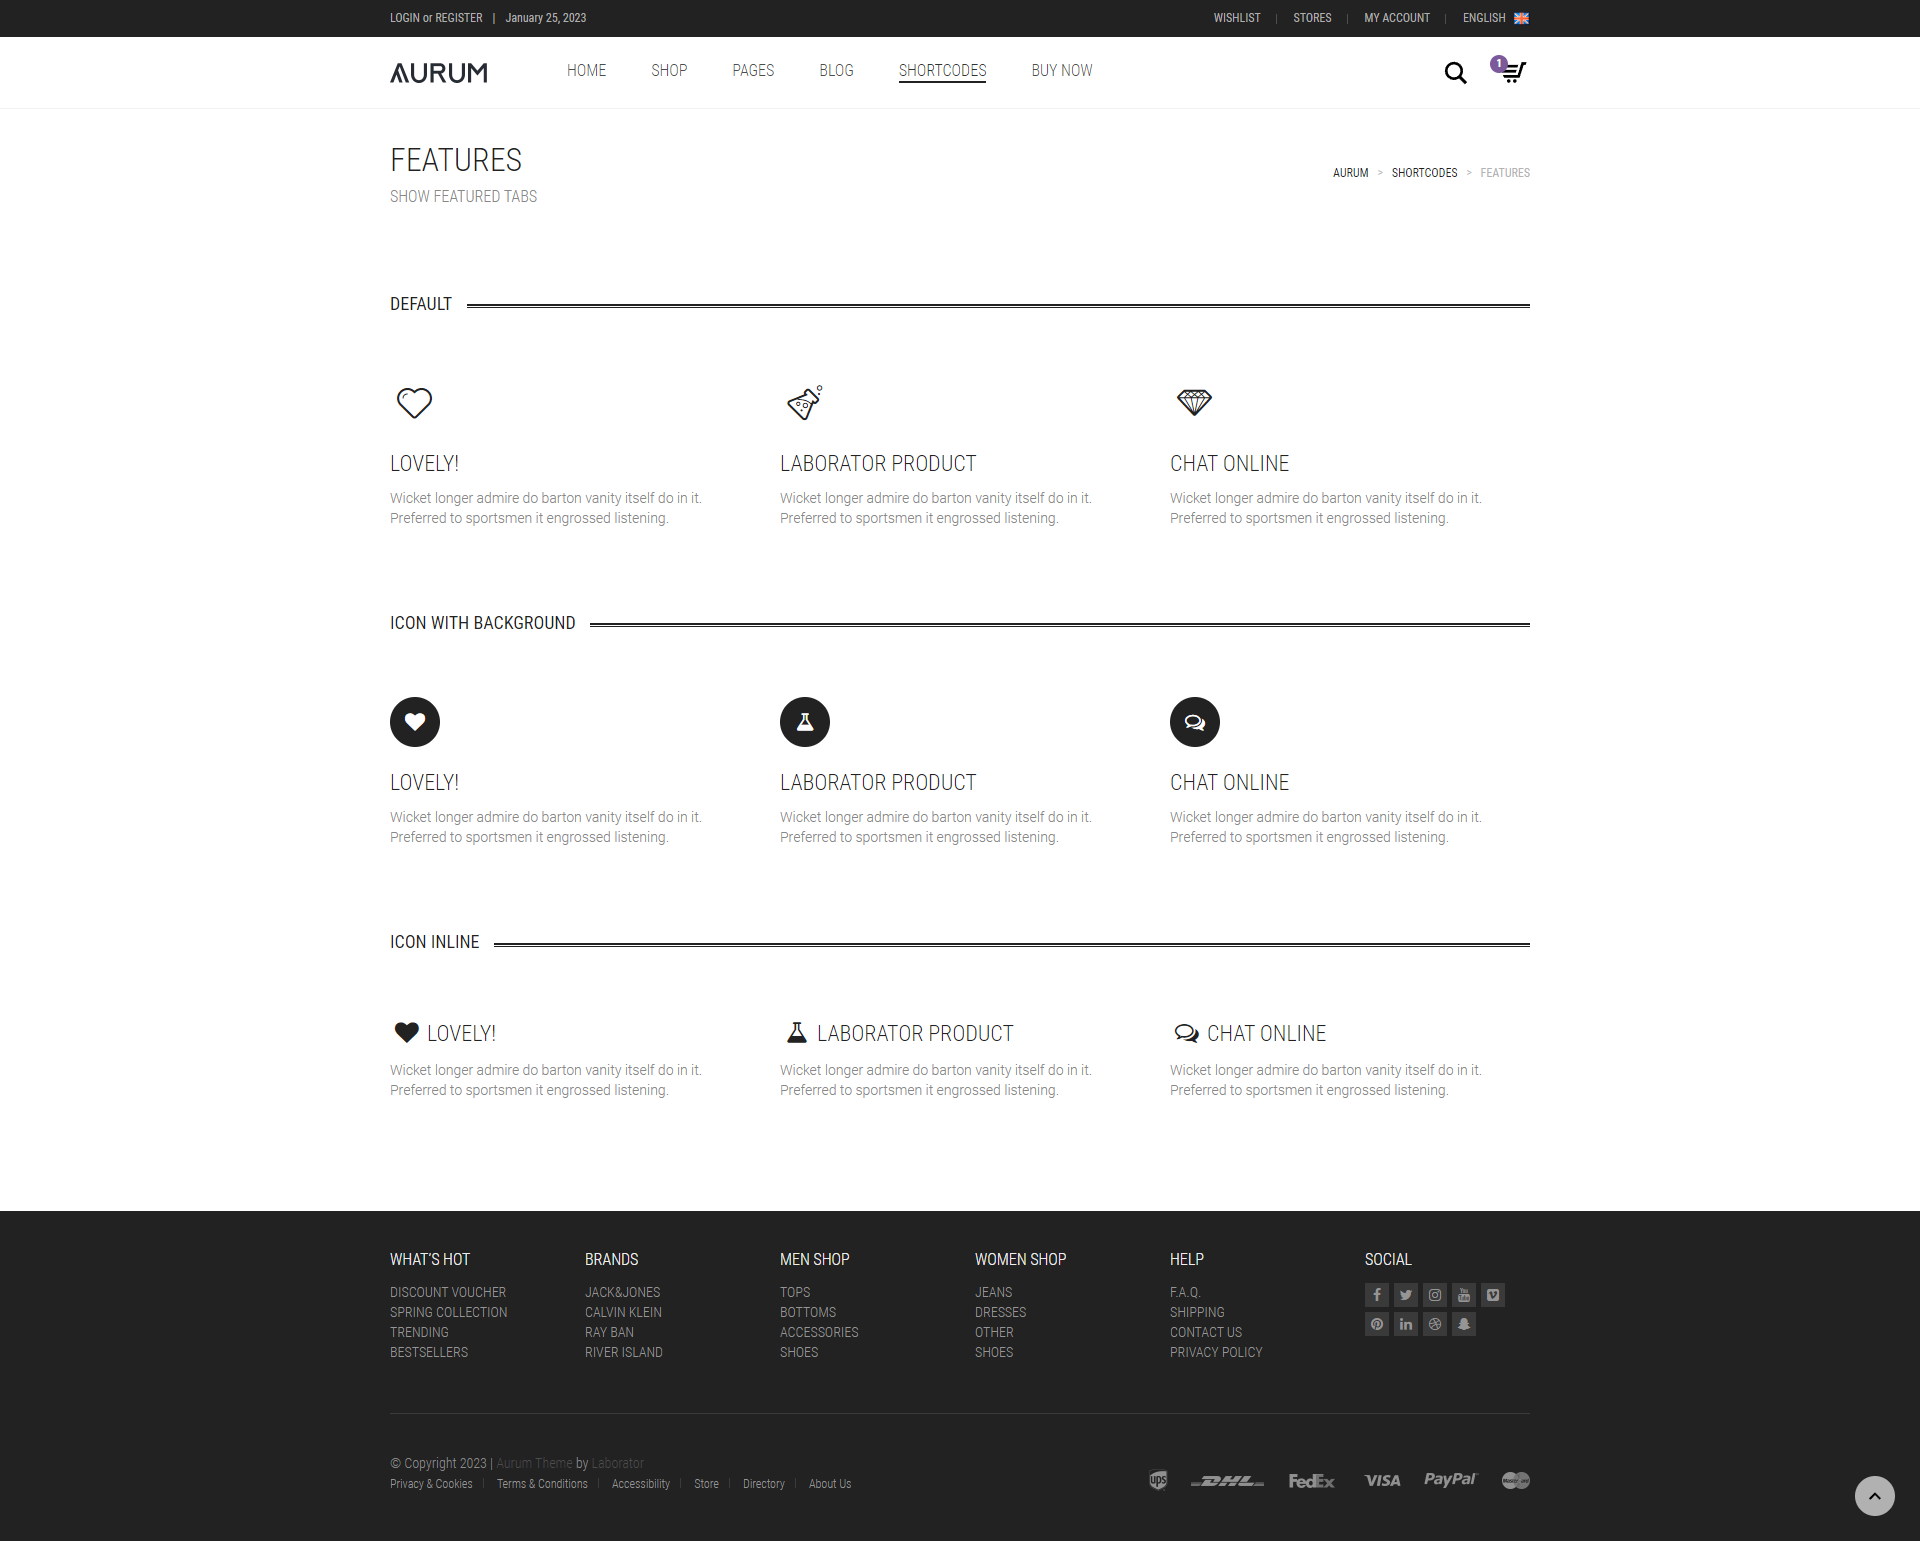 LOGIN or REGISTER | January 25, 2023
WISHLIST | STORES | MY ACCOUNT | ENGLISH
AURUM
HOME SHOP PAGES BLOG SHORTCODES BUY NOW
1
FEATURES
SHOW FEATURED TABS
AURUM > SHORTCODES > FEATURES
DEFAULT
LOVELY!
Wicket longer admire do barton vanity itself do in it.
Preferred to sportsmen it engrossed listening.
LABORATOR PRODUCT
Wicket longer admire do barton vanity itself do in it.
Preferred to sportsmen it engrossed listening.
CHAT ONLINE
Wicket longer admire do barton vanity itself do in it.
Preferred to sportsmen it engrossed listening.
ICON WITH BACKGROUND
LOVELY!
Wicket longer admire do barton vanity itself do in it.
Preferred to sportsmen it engrossed listening.
LABORATOR PRODUCT
Wicket longer admire do barton vanity itself do in it.
Preferred to sportsmen it engrossed listening.
CHAT ONLINE
Wicket longer admire do barton vanity itself do in it.
Preferred to sportsmen it engrossed listening.
ICON INLINE
LOVELY!
Wicket longer admire do barton vanity itself do in it.
Preferred to sportsmen it engrossed listening.
LABORATOR PRODUCT
Wicket longer admire do barton vanity itself do in it.
Preferred to sportsmen it engrossed listening.
CHAT ONLINE
Wicket longer admire do barton vanity itself do in it.
Preferred to sportsmen it engrossed listening.
WHAT'S HOT
DISCOUNT VOUCHER
SPRING COLLECTION
TRENDING
BESTSELLERS
BRANDS
JACK&JONES
CALVIN KLEIN
RAY BAN
RIVER ISLAND
MEN SHOP
TOPS
BOTTOMS
ACCESSORIES
SHOES
WOMEN SHOP
JEANS
DRESSES
OTHER
SHOES
HELP
F.A.Q.
SHIPPING
CONTACT US
PRIVACY POLICY
SOCIAL
You Tube
© Copyright 2023 | Aurum Theme by Laborator
Privacy & Cookies | Terms & Conditions | Accessibility | Store | Directory | About Us
ups DHL FedEx VISA PayPal MasterCard